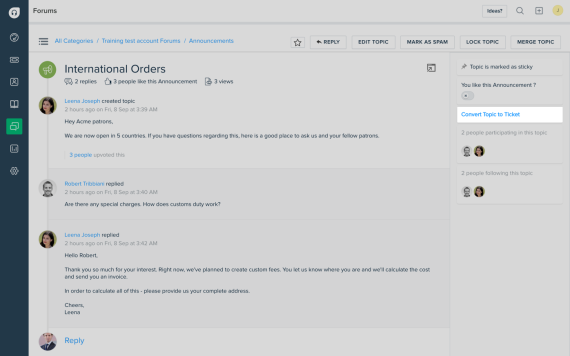 Forums
Ideas?
J
All Categories / Training test account Forums / Announcements
REPLY
EDIT TOPIC
MARK AS SPAM
LOCK TOPIC
MERGE TOPIC
International Orders
2 replies 3 people like this Announcement 3 views
Leena Joseph created topic
2 hours ago on Fri, 8 Sep at 3:39 AM
Hey Acme patrons,
We are now open in 5 countries. If you have questions regarding this, here is a good place to ask us and your fellow patrons.
3 people upvoted this
Robert Tribbiani replied
2 hours ago on Fri, 8 Sep at 3:40 AM
Are there any special charges. How does customs duty work?
Leena Joseph replied
2 hours ago on Fri, 8 Sep at 3:42 AM
Hello Robert,
Thank you so much for your interest. Right now, we've planned to create custom fees. You let us know where you are and we'll calculate the cost
and send you an invoice.
In order to calculate all of this - please provide us your complete address.
Cheers,
Leena
Reply
Topic is marked as sticky
You like this Announcement ?
Convert Topic to Ticket
2 people participating in this topic
2 people following this topic